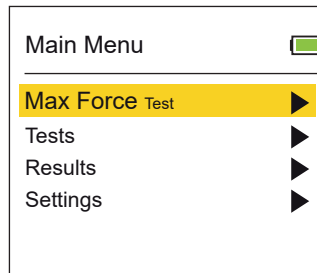 Main Menu
Max Force Test
Tests
Results
Settings